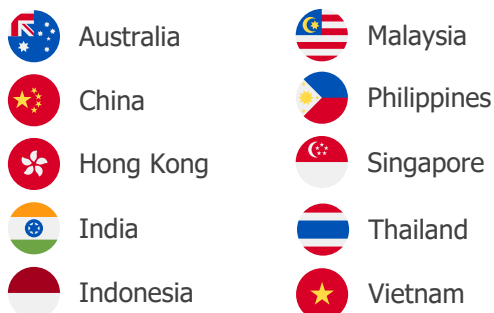 Australia
China
Hong Kong
India
Indonesia
Malaysia
Philippines
Singapore
Thailand
Vietnam